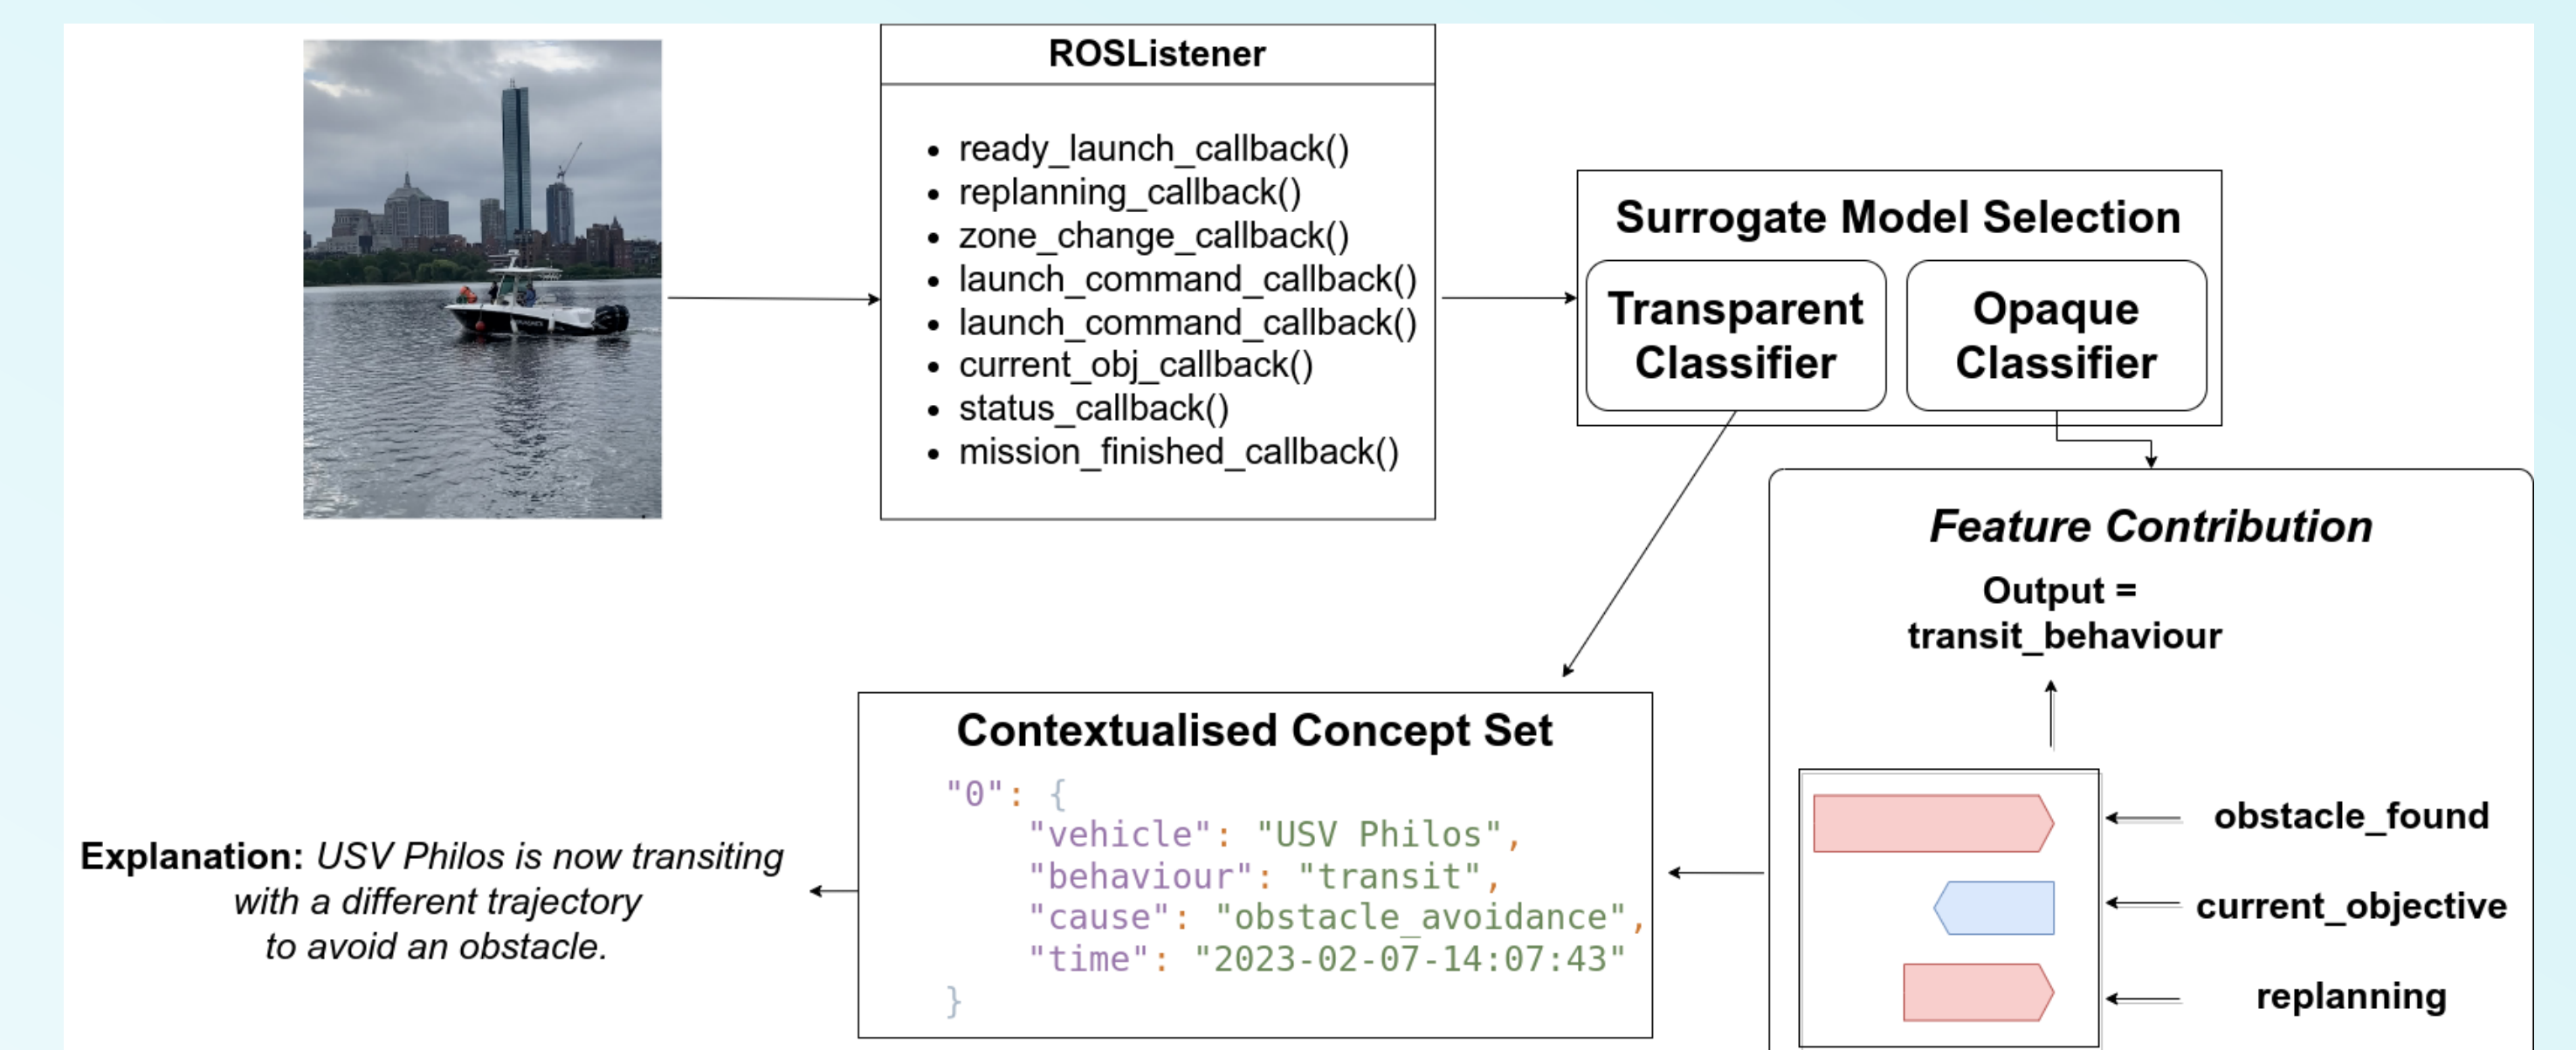 ROSListener
• ready_launch_callback()
• replanning_callback()
• zone_change_callback()
• launch_command_callback()
• launch_command_callback()
• current_obj_callback()
• status_callback()
• mission_finished_callback()
Surrogate Model Selection
Transparent
Classifier
Opaque
Classifier
Feature Contribution
Output =
transit_behaviour
obstacle_found
current_objective
replanning
Contextualised Concept Set
"0": {
"vehicle": "USV Philos",
"behaviour": "transit",
"cause": "obstacle_avoidance",
"time": "2023-02-07-14:07:43"
}
Explanation: USV Philos is now transiting
with a different trajectory
to avoid an obstacle.